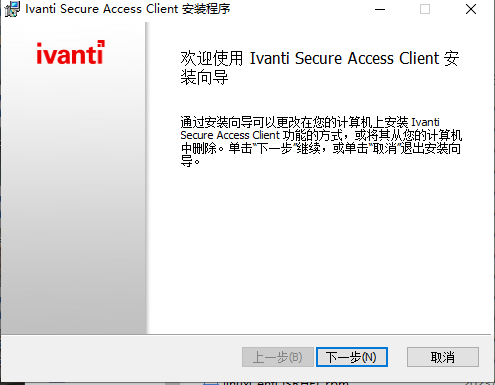 Ivanti Secure Access Client 安装程序
ivanti
欢迎使用 Ivanti Secure Access Client 安
装向导
通过安装向导可以更改在您的计算机上安装 Ivanti
Secure Access Client 功能的方式，或将其从您的计算机
中删除。单击“下一步”继续，或单击“取消”退出安装向
导。
上一步(B) 下一步(N) 取消